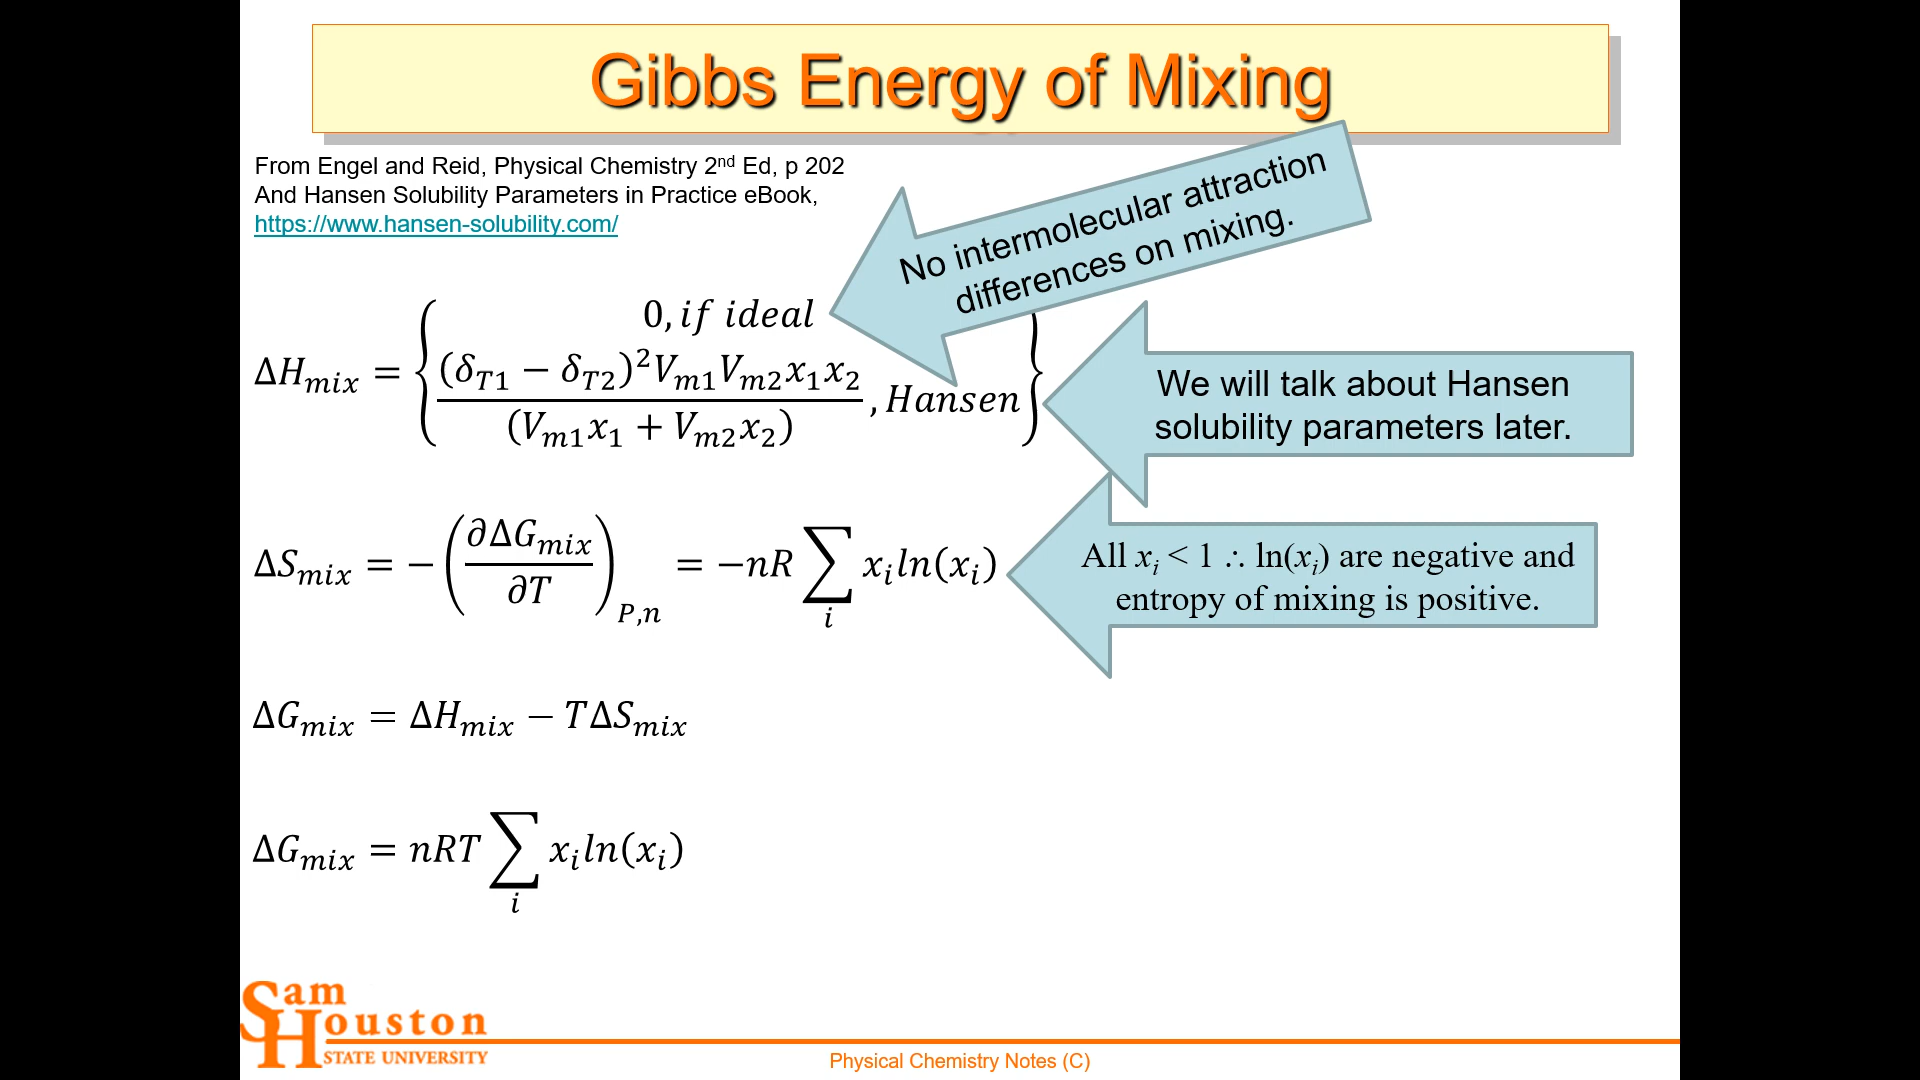 Gibbs Energy of Mixing
From Engel and Reid, Physical Chemistry 2nd Ed, p 202
And Hansen Solubility Parameters in Practice eBook,
https://www.hansen-solubility.com/
No intermolecular attraction
differences on mixing.
ΔH_mix = { 0, if ideal
(δ_T1 − δ_T2)²V_m1V_m2x₁x₂ / (V_m1x₁ + V_m2x₂) , Hansen }
We will talk about Hansen
solubility parameters later.
ΔS_mix = −(∂ΔG_mix/∂T)_P,n = −nR ∑_i x_i ln(x_i)
All x_i < 1 ∴ ln(x_i) are negative and
entropy of mixing is positive.
ΔG_mix = ΔH_mix − TΔS_mix
ΔG_mix = nRT ∑_i x_i ln(x_i)
Sam
Houston
STATE UNIVERSITY
Physical Chemistry Notes (C)